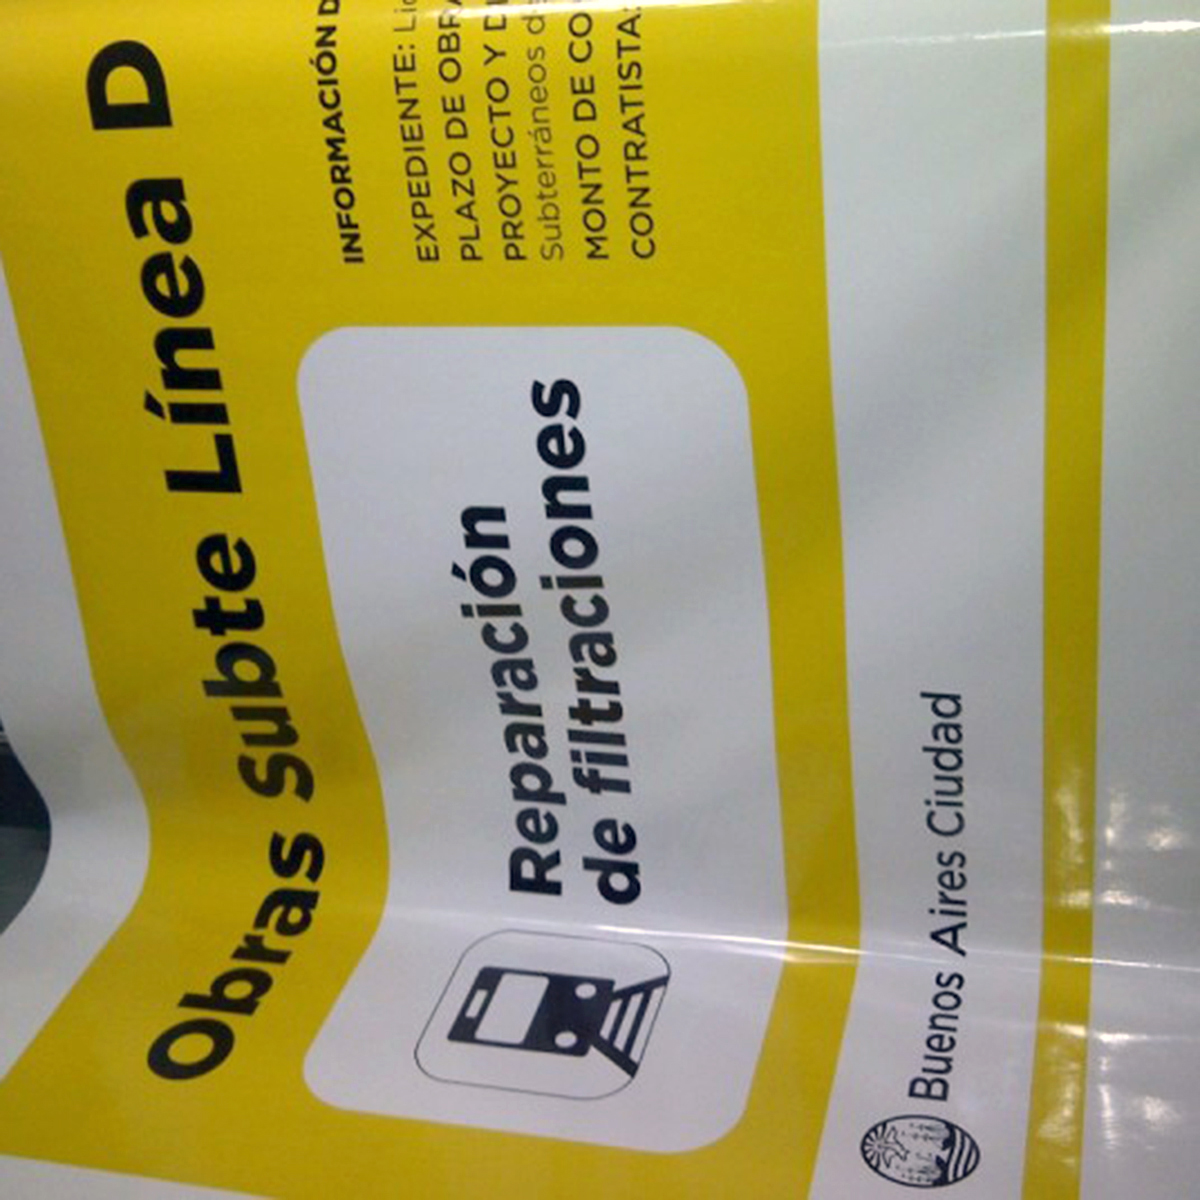 Obras Subte Línea D
Reparación
de filtraciones
INFORMACIÓN
EXPEDIENTE:
PLAZO DE OBRA
PROYECTO Y
Subterráneos
MONTO DE
CONTRATISTA:
Buenos Aires Ciudad